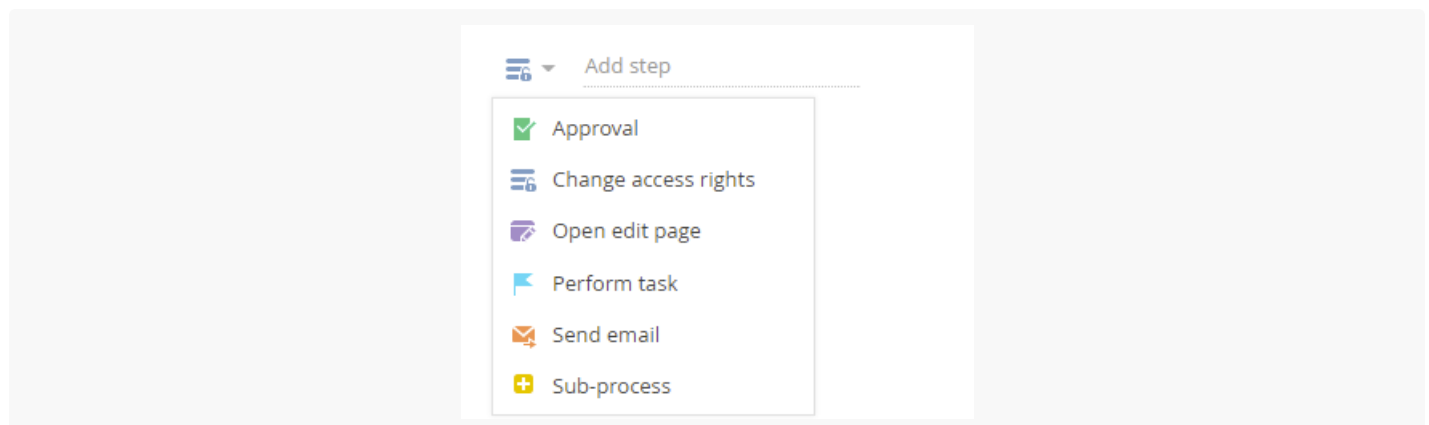 Add step
Approval
Change access rights
Open edit page
Perform task
Send email
Sub-process